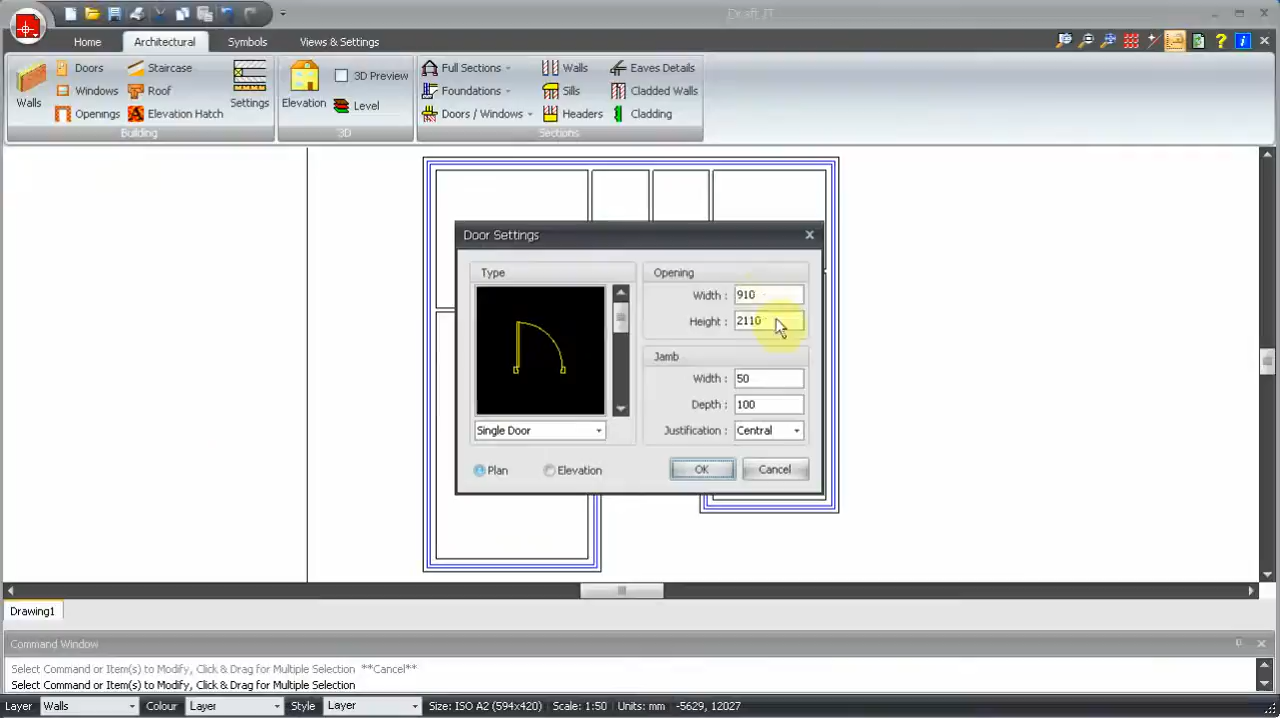 Draft IT
Home
Architectural
Symbols
Views & Settings
Walls
Doors
Windows
Openings
Staircase
Roof
Elevation Hatch
Settings
Building
Elevation
3D Preview
Level
3D
Full Sections
Foundations
Doors / Windows
Walls
Sills
Headers
Eaves Details
Cladded Walls
Cladding
Sections
Door Settings
Type
Single Door
Plan
Elevation
Opening
Width : 910
Height : 2110
Jamb
Width : 50
Depth : 100
Justification : Central
OK
Cancel
Drawing1
Command Window
Select Command or Item(s) to Modify, Click & Drag for Multiple Selection **Cancel**
Select Command or Item(s) to Modify, Click & Drag for Multiple Selection
Layer Walls Colour Layer Style Layer Size: ISO A2 (594x420) Scale: 1:50 Units: mm -5629, 12027